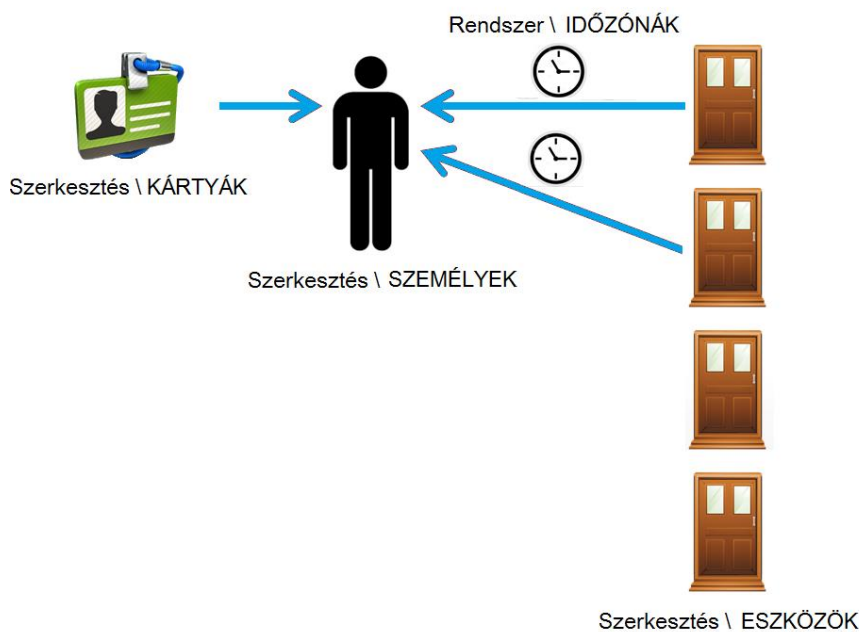 Rendszer \ IDŐZÓNÁK
Szerkesztés \ KÁRTYÁK
Szerkesztés \ SZEMÉLYEK
Szerkesztés \ ESZKÖZÖK